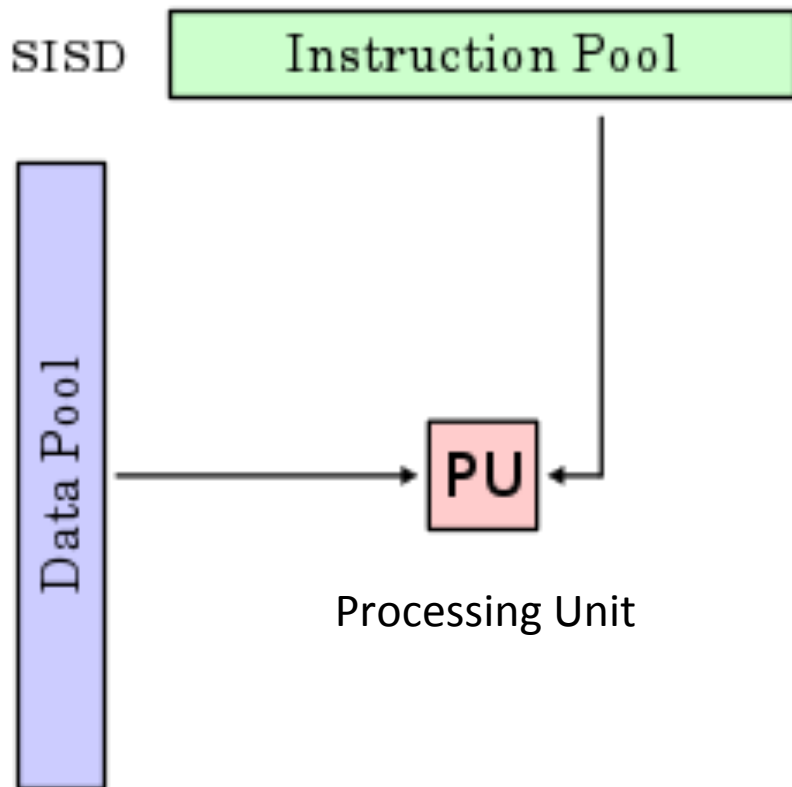 SISD
Instruction Pool
Data Pool
PU
Processing Unit